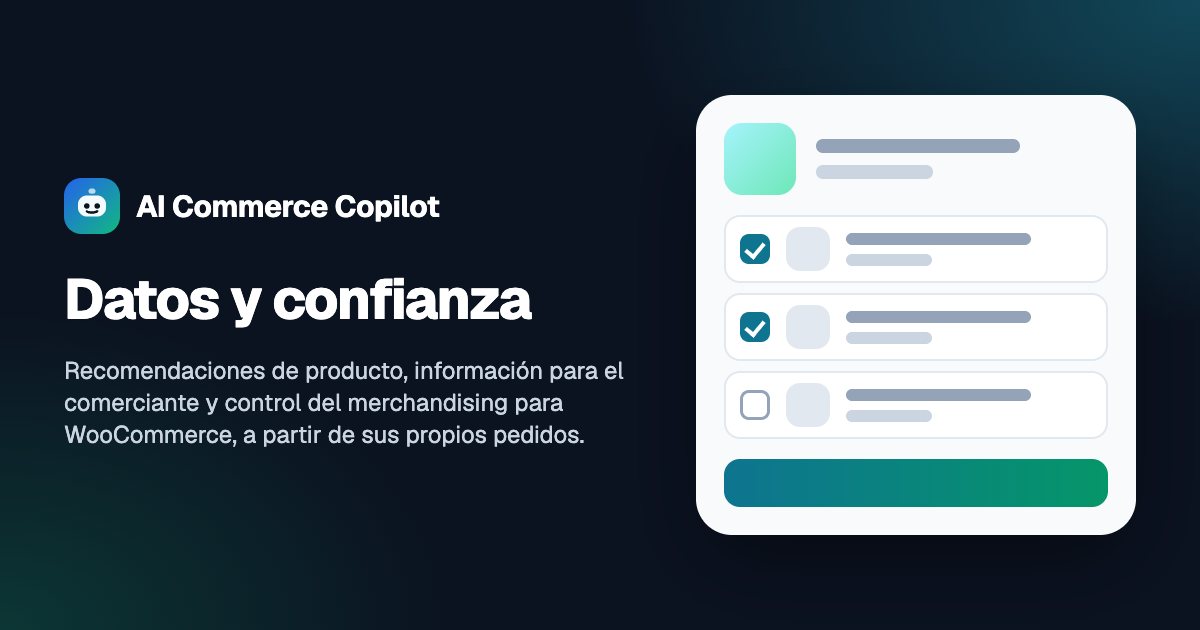 AI Commerce Copilot
Datos y confianza
Recomendaciones de producto, información para el
comerciante y control del merchandising para
WooCommerce, a partir de sus propios pedidos.